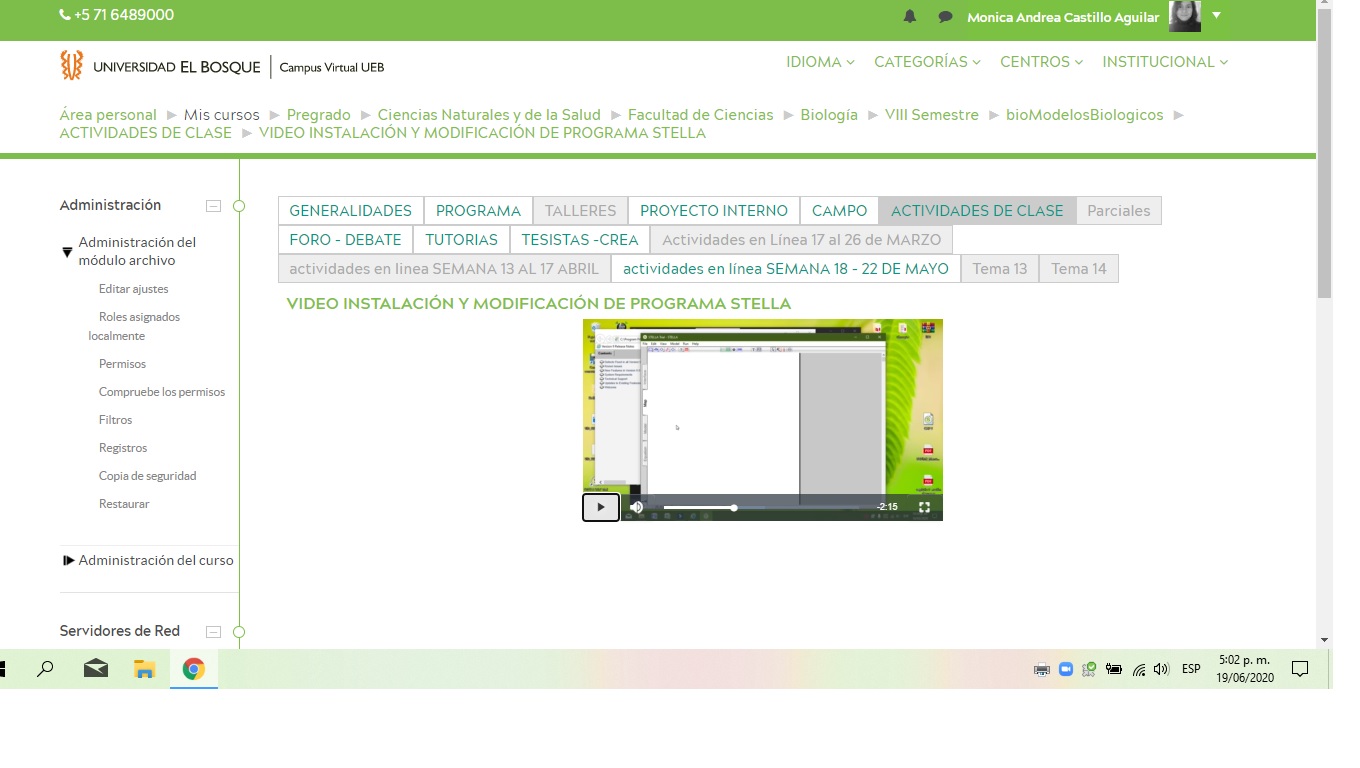 +5 71 6489000
Monica Andrea Castillo Aguilar
UNIVERSIDAD EL BOSQUE | Campus Virtual UEB
IDIOMA CATEGORÍAS CENTROS INSTITUCIONAL
Área personal ► Mis cursos ► Pregrado ► Ciencias Naturales y de la Salud ► Facultad de Ciencias ► Biología ► VIII Semestre ► bioModelosBiologicos ►
ACTIVIDADES DE CLASE ► VIDEO INSTALACIÓN Y MODIFICACIÓN DE PROGRAMA STELLA
Administración
Administración del
módulo archivo
Editar ajustes
Roles asignados
localmente
Permisos
Compruebe los permisos
Filtros
Registros
Copia de seguridad
Restaurar
Administración del curso
Servidores de Red
GENERALIDADES PROGRAMA TALLERES PROYECTO INTERNO CAMPO ACTIVIDADES DE CLASE Parciales
FORO - DEBATE TUTORIAS TESISTAS -CREA Actividades en Línea 17 al 26 de MARZO
actividades en linea SEMANA 13 AL 17 ABRIL actividades en línea SEMANA 18 - 22 DE MAYO Tema 13 Tema 14
VIDEO INSTALACIÓN Y MODIFICACIÓN DE PROGRAMA STELLA
-2:15
ESP
5:02 p. m.
19/06/2020